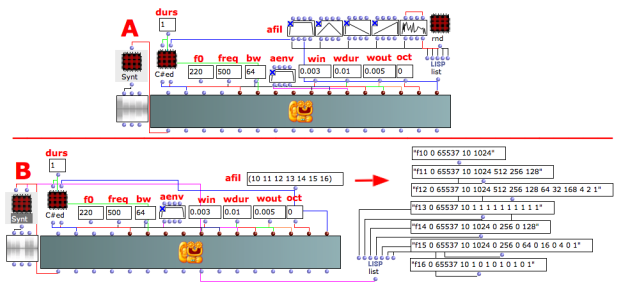 durs
1
A
afil
rnd
Synt
C#ed
f0 freq bw aenv win wdur wout oct
220 500 64 0.003 0.01 0.005 0
LISP
list
durs
1
B
afil (10 11 12 13 14 15 16)
Synt
C#ed
f0 freq bw aenv win wdur wout oct
220 500 64 0.003 0.01 0.005 0
"f10 0 65537 10 1024"
"f11 0 65537 10 1024 512 256 128"
"f12 0 65537 10 1024 512 256 128 64 32 168 4 2 1"
"f13 0 65537 10 1 1 1 1 1 1 1 1 1 1"
"f14 0 65537 10 1024 0 256 0 128"
"f15 0 65537 10 1024 0 256 0 64 0 16 0 4 0 1"
"f16 0 65537 10 1 0 1 0 1 0 1 0 1"
LISP
list